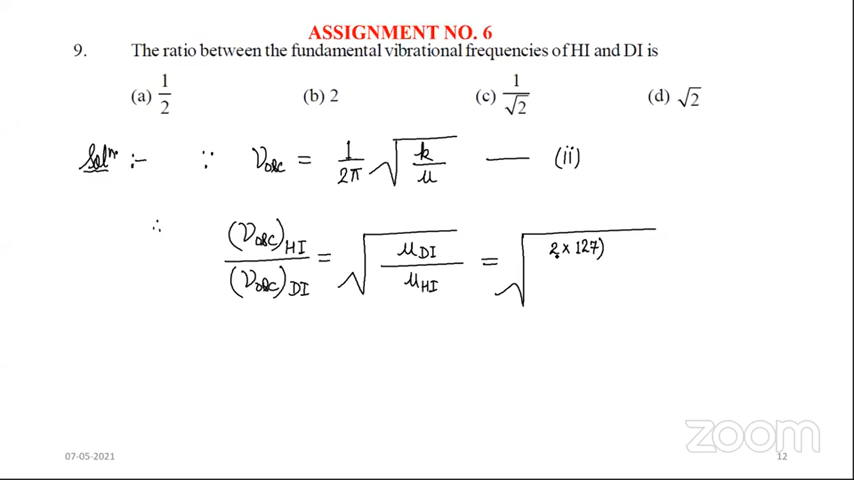 ASSIGNMENT NO. 6
9. The ratio between the fundamental vibrational frequencies of HI and DI is
(a) 1/2 (b) 2 (c) 1/√2 (d) √2
Solⁿ :- ∵ ν_osc = 1/2π √(k/μ) —— (ii)
∴ (ν_osc)_HI / (ν_osc)_DI = √(μ_DI / μ_HI) = √(2 × 127)
zoom
07-05-2021 12